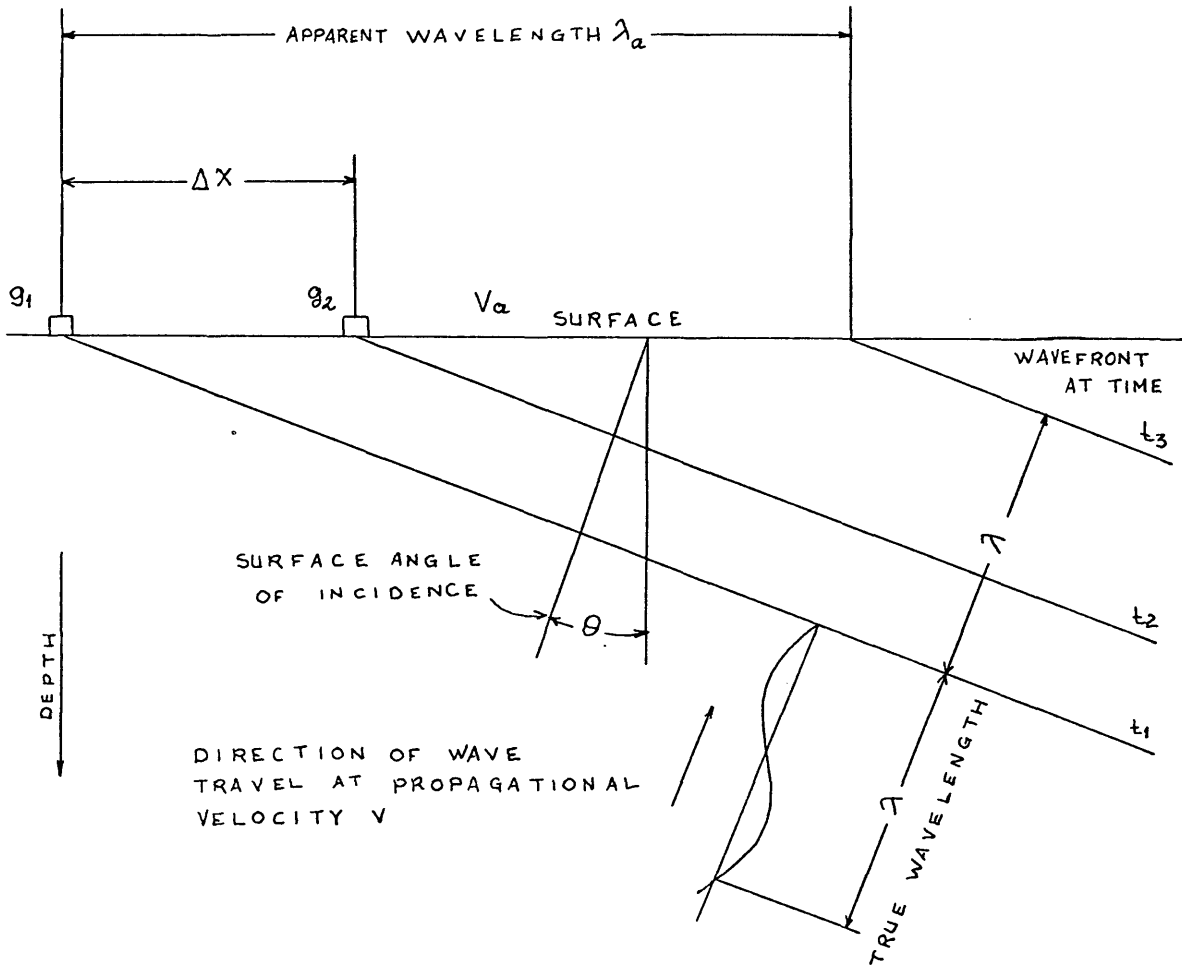 APPARENT WAVELENGTH λa
ΔX
g1
g2
Va
SURFACE
WAVEFRONT
AT TIME
t3
SURFACE ANGLE
OF INCIDENCE
θ
λ
t2
DEPTH
t1
DIRECTION OF WAVE
TRAVEL AT PROPAGATIONAL
VELOCITY V
λ
TRUE WAVELENGTH